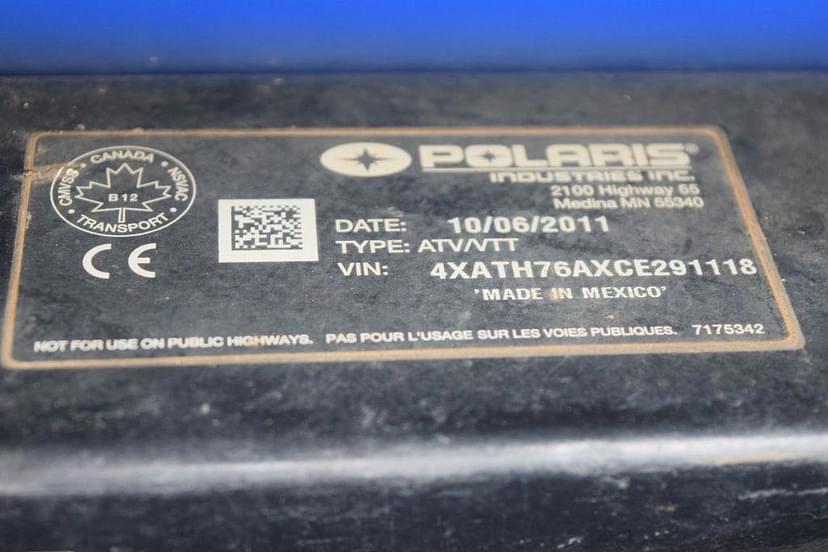 CANADA
CMVSS
NSVAC
B 12
TRANSPORT
CE
POLARIS®
INDUSTRIES INC.
2100 Highway 55
Medina MN 55340
DATE: 10/06/2011
TYPE: ATV/VTT
VIN: 4XATH76AXCE291118
'MADE IN MEXICO'
NOT FOR USE ON PUBLIC HIGHWAYS. PAS POUR L'USAGE SUR LES VOIES PUBLIQUES. 7175342